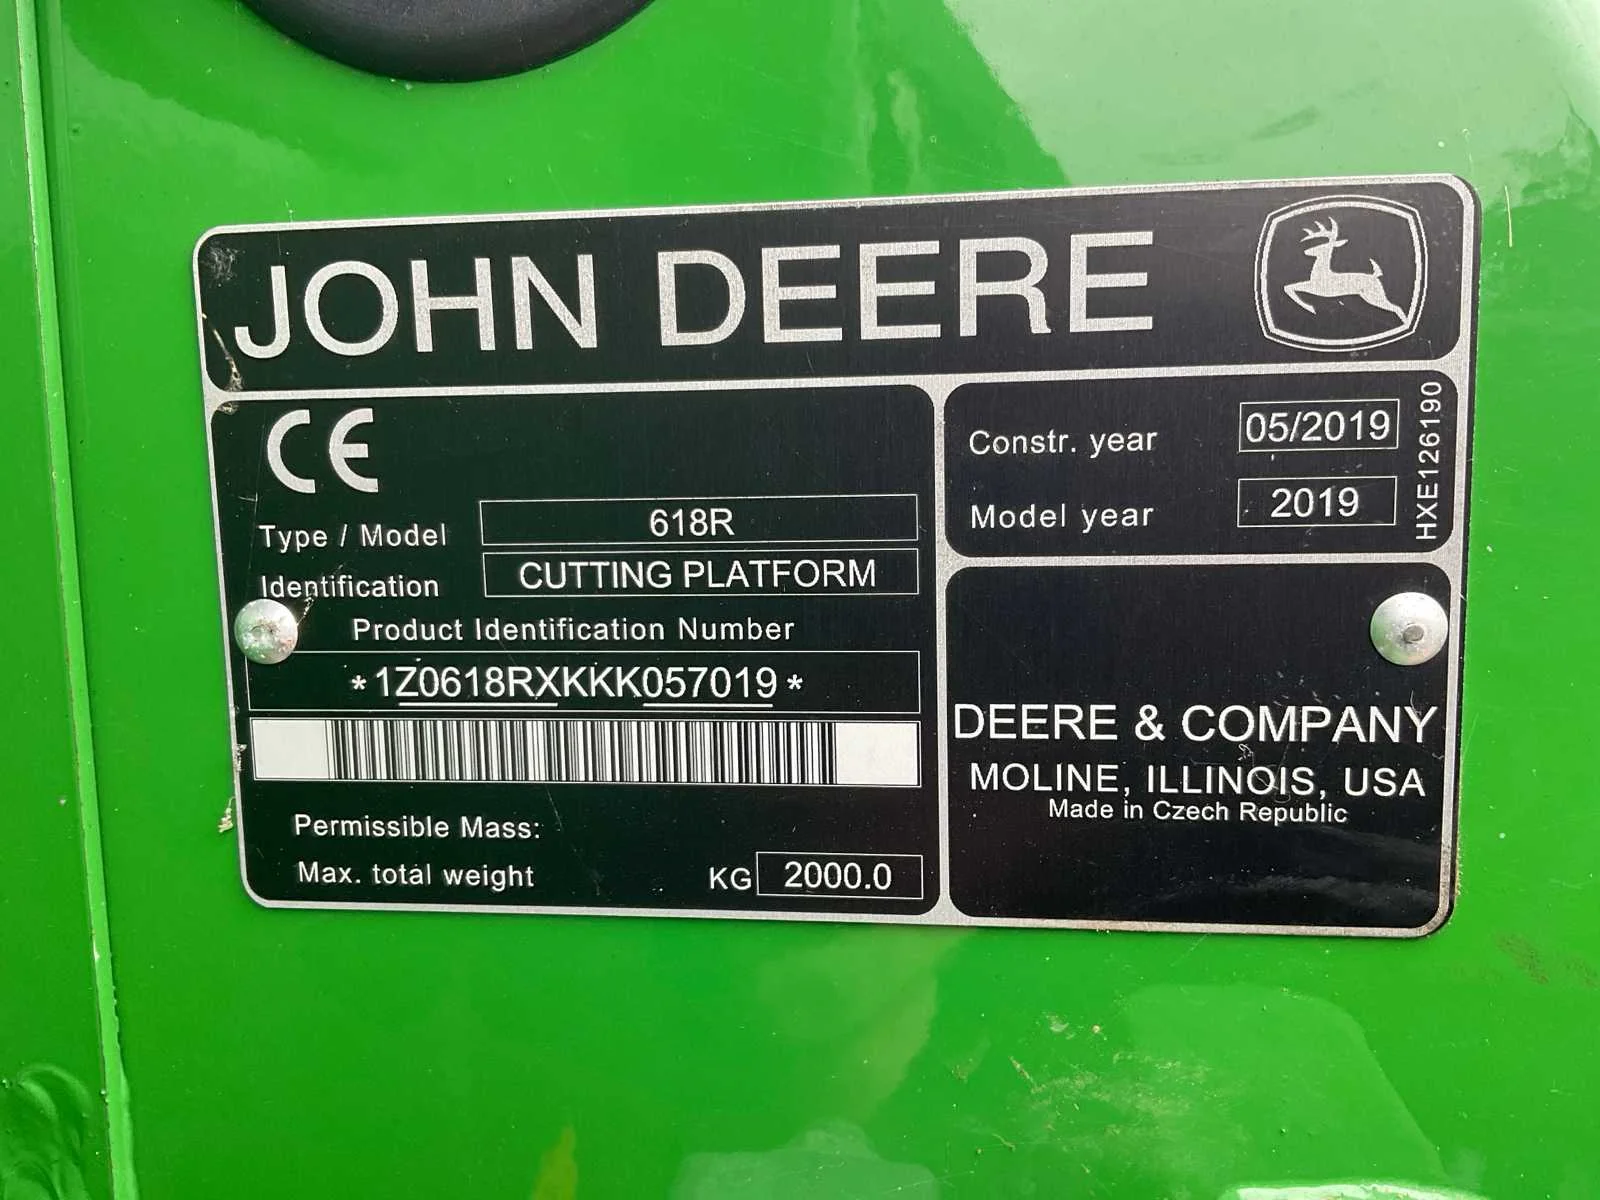 JOHN DEERE
CE
Type / Model 618R
Identification CUTTING PLATFORM
Product Identification Number
*1Z0618RXKKK057019*
Permissible Mass:
Max. total weight KG 2000.0
Constr. year 05/2019
Model year 2019
HXE126190
DEERE & COMPANY
MOLINE, ILLINOIS, USA
Made in Czech Republic